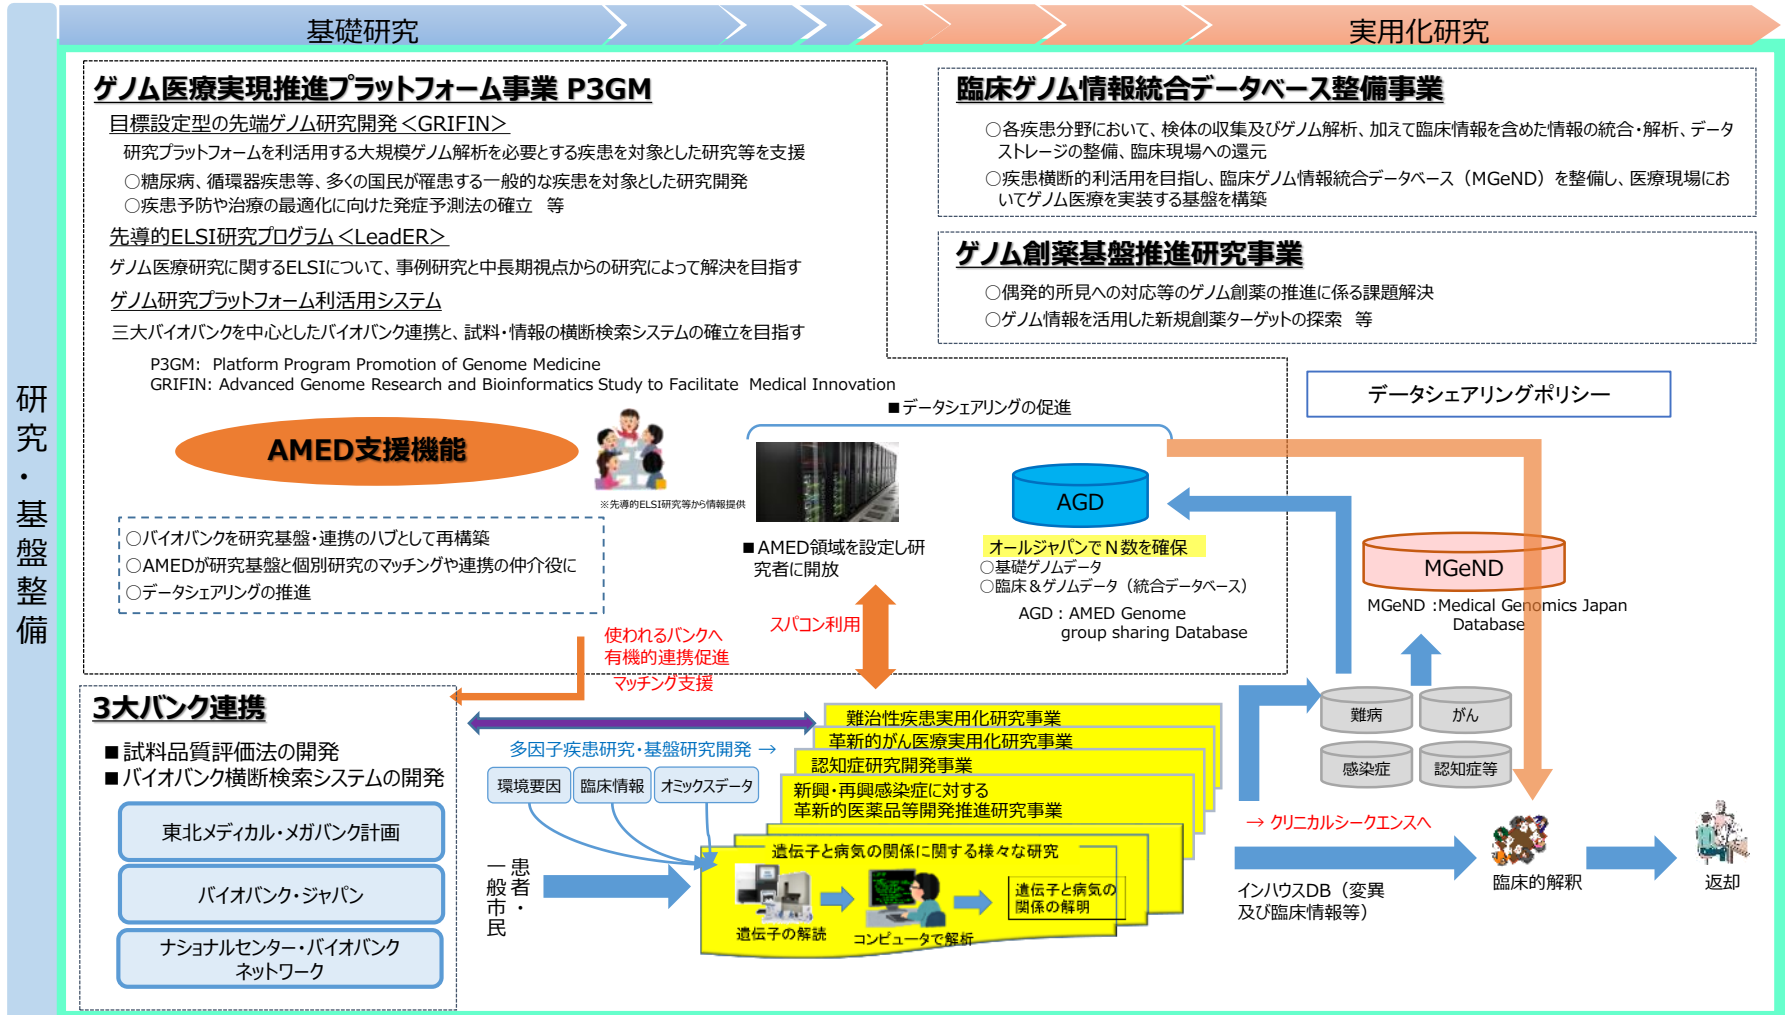 基礎研究
実用化研究
研究・基盤整備
ゲノム医療実現推進プラットフォーム事業 P3GM
目標設定型の先端ゲノム研究開発<GRIFIN>
研究プラットフォームを利活用する大規模ゲノム解析を必要とする疾患を対象とした研究等を支援
○糖尿病、循環器疾患等、多くの国民が罹患する一般的な疾患を対象とした研究開発
○疾患予防や治療の最適化に向けた発症予測法の確立 等
先導的ELSI研究プログラム<LeadER>
ゲノム医療研究に関するELSIについて、事例研究と中長期視点からの研究によって解決を目指す
ゲノム研究プラットフォーム利活用システム
三大バイオバンクを中心としたバイオバンク連携と、試料・情報の横断検索システムの確立を目指す
P3GM: Platform Program Promotion of Genome Medicine
GRIFIN: Advanced Genome Research and Bioinformatics Study to Facilitate Medical Innovation
臨床ゲノム情報統合データベース整備事業
○各疾患分野において、検体の収集及びゲノム解析、加えて臨床情報を含めた情報の統合・解析、データ
ストレージの整備、臨床現場への還元
○疾患横断的利活用を目指し、臨床ゲノム情報統合データベース（MGeND）を整備し、医療現場にお
いてゲノム医療を実装する基盤を構築
ゲノム創薬基盤推進研究事業
○偶発的所見への対応等のゲノム創薬の推進に係る課題解決
○ゲノム情報を活用した新規創薬ターゲットの探索 等
データシェアリングポリシー
■データシェアリングの促進
AMED支援機能
※先導的ELSI研究等から情報提供
○バイオバンクを研究基盤・連携のハブとして再構築
○AMEDが研究基盤と個別研究のマッチングや連携の仲介役に
○データシェアリングの推進
■AMED領域を設定し研
究者に開放
AGD
オールジャパンでN数を確保
○基礎ゲノムデータ
○臨床＆ゲノムデータ（統合データベース）
AGD：AMED Genome
group sharing Database
MGeND
MGeND :Medical Genomics Japan
Database
使われるバンクへ
有機的連携促進
マッチング支援
スパコン利用
3大バンク連携
■試料品質評価法の開発
■バイオバンク横断検索システムの開発
東北メディカル・メガバンク計画
バイオバンク・ジャパン
ナショナルセンター・バイオバンク
ネットワーク
多因子疾患研究・基盤研究開発 →
環境要因
臨床情報
オミックスデータ
患者・
一般市民
難治性疾患実用化研究事業
革新的がん医療実用化研究事業
認知症研究開発事業
新興・再興感染症に対する
革新的医薬品等開発推進研究事業
遺伝子と病気の関係に関する様々な研究
遺伝子の解読
コンピュータで解析
遺伝子と病気の
関係の解明
難病
がん
感染症
認知症等
→ クリニカルシークエンスへ
インハウスDB（変異
及び臨床情報等）
臨床的解釈
返却